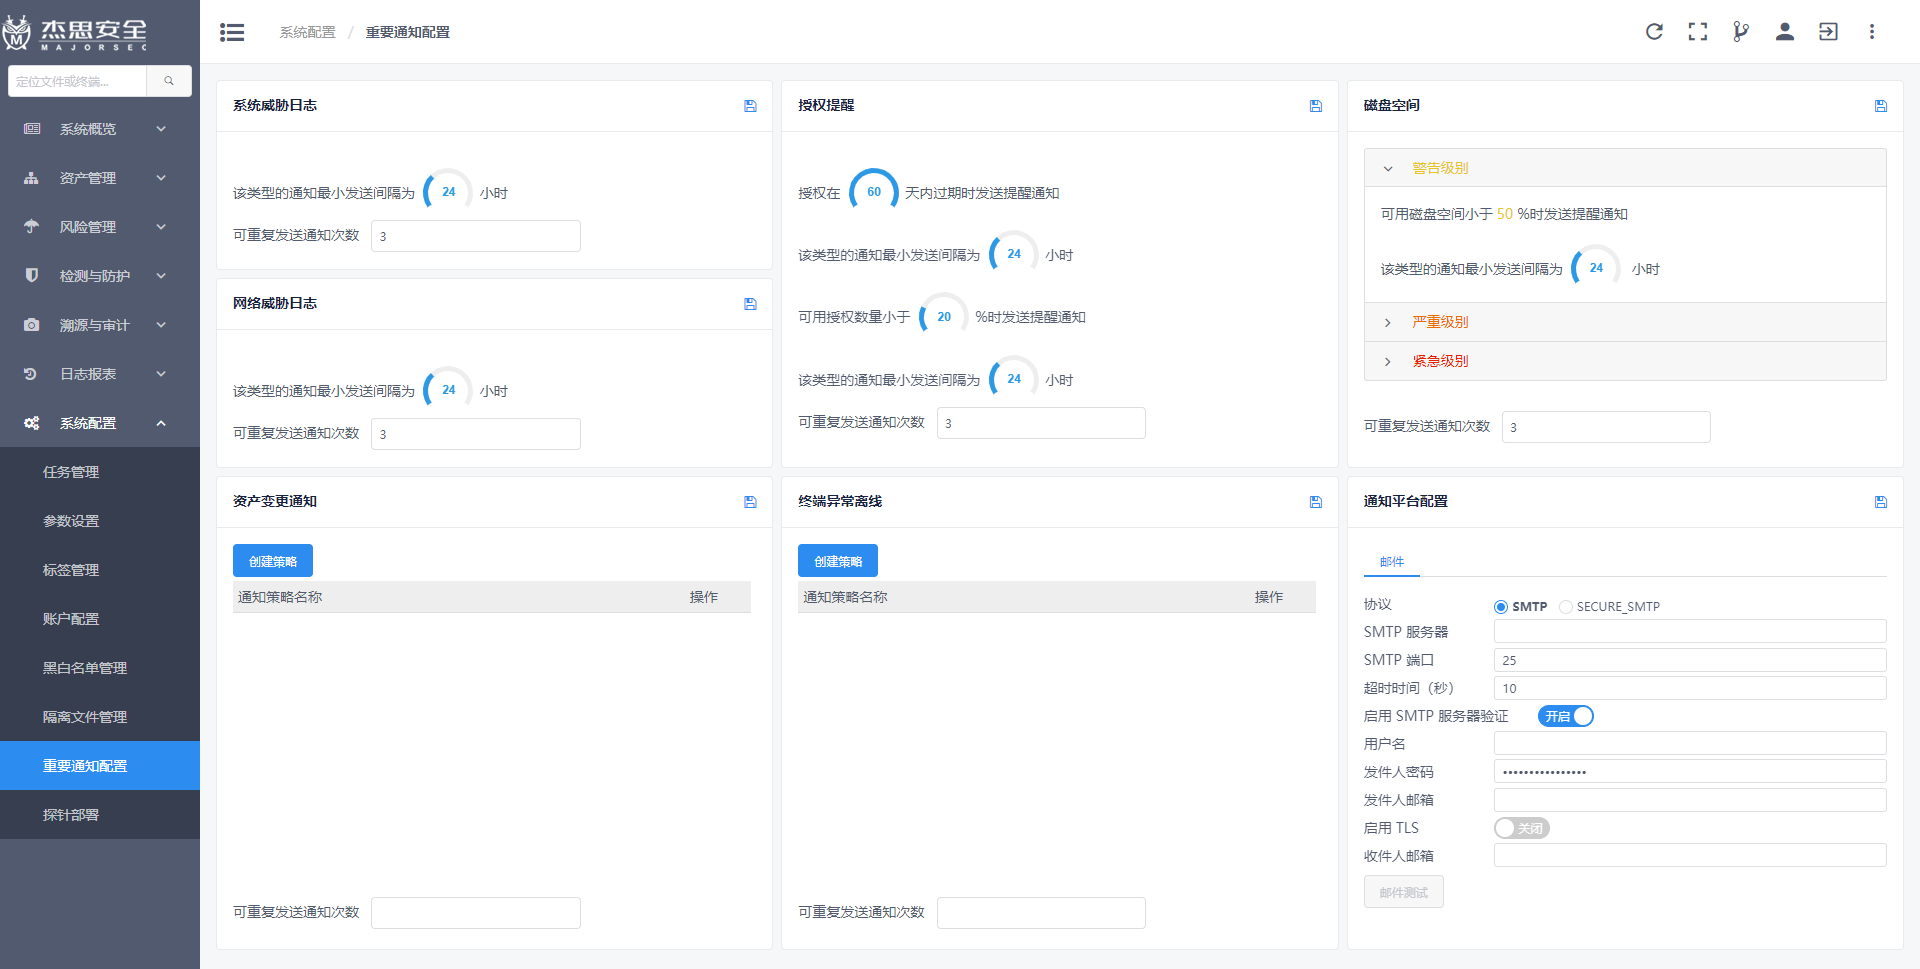 杰思安全
MAJORSEC
定位文件或终端...
系统概览
资产管理
风险管理
检测与防护
溯源与审计
日志报表
系统配置
任务管理
参数设置
标签管理
账户配置
黑白名单管理
隔离文件管理
重要通知配置
探针部署
系统配置 / 重要通知配置
系统威胁日志
该类型的通知最小发送间隔为 24 小时
可重复发送通知次数 3
网络威胁日志
该类型的通知最小发送间隔为 24 小时
可重复发送通知次数 3
授权提醒
授权在 60 天内过期时发送提醒通知
该类型的通知最小发送间隔为 24 小时
可用授权数量小于 20 %时发送提醒通知
该类型的通知最小发送间隔为 24 小时
可重复发送通知次数 3
磁盘空间
警告级别
可用磁盘空间小于 50 %时发送提醒通知
该类型的通知最小发送间隔为 24 小时
严重级别
紧急级别
可重复发送通知次数 3
资产变更通知
创建策略
通知策略名称 操作
可重复发送通知次数
终端异常离线
创建策略
通知策略名称 操作
可重复发送通知次数
通知平台配置
邮件
协议 SMTP SECURE_SMTP
SMTP 服务器
SMTP 端口 25
超时时间（秒） 10
启用 SMTP 服务器验证 开启
用户名
发件人密码 ••••••••••••••••
发件人邮箱
启用 TLS 关闭
收件人邮箱
邮件测试